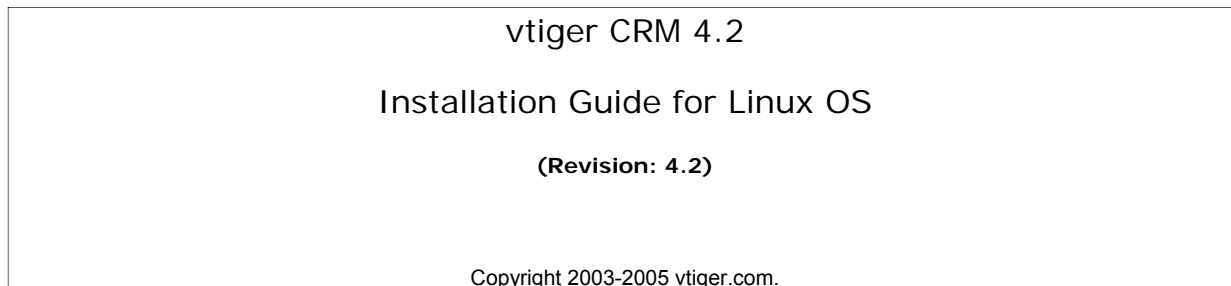 vtiger CRM 4.2
Installation Guide for Linux OS
(Revision: 4.2)
Copyright 2003-2005 vtiger.com.